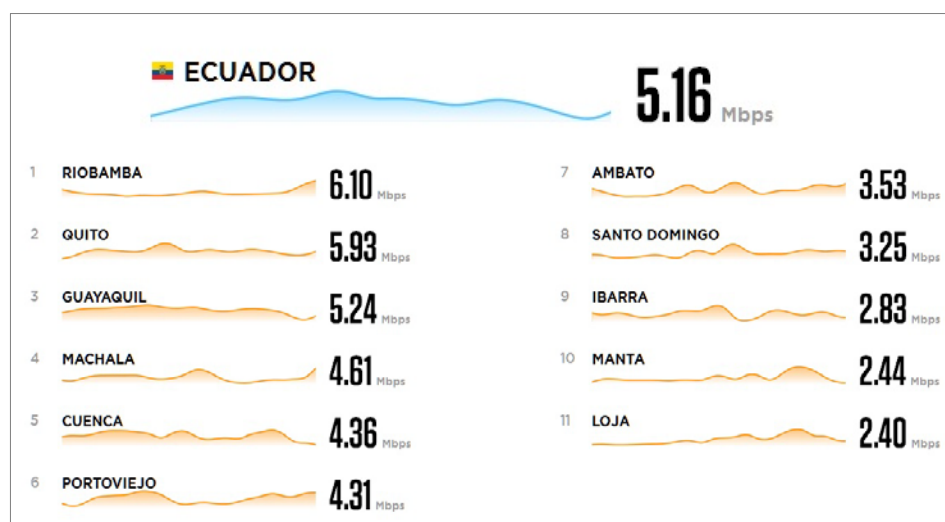 ECUADOR
5.16 Mbps
1 RIOBAMBA 6.10 Mbps
2 QUITO 5.93 Mbps
3 GUAYAQUIL 5.24 Mbps
4 MACHALA 4.61 Mbps
5 CUENCA 4.36 Mbps
6 PORTOVIEJO 4.31 Mbps
7 AMBATO 3.53 Mbps
8 SANTO DOMINGO 3.25 Mbps
9 IBARRA 2.83 Mbps
10 MANTA 2.44 Mbps
11 LOJA 2.40 Mbps